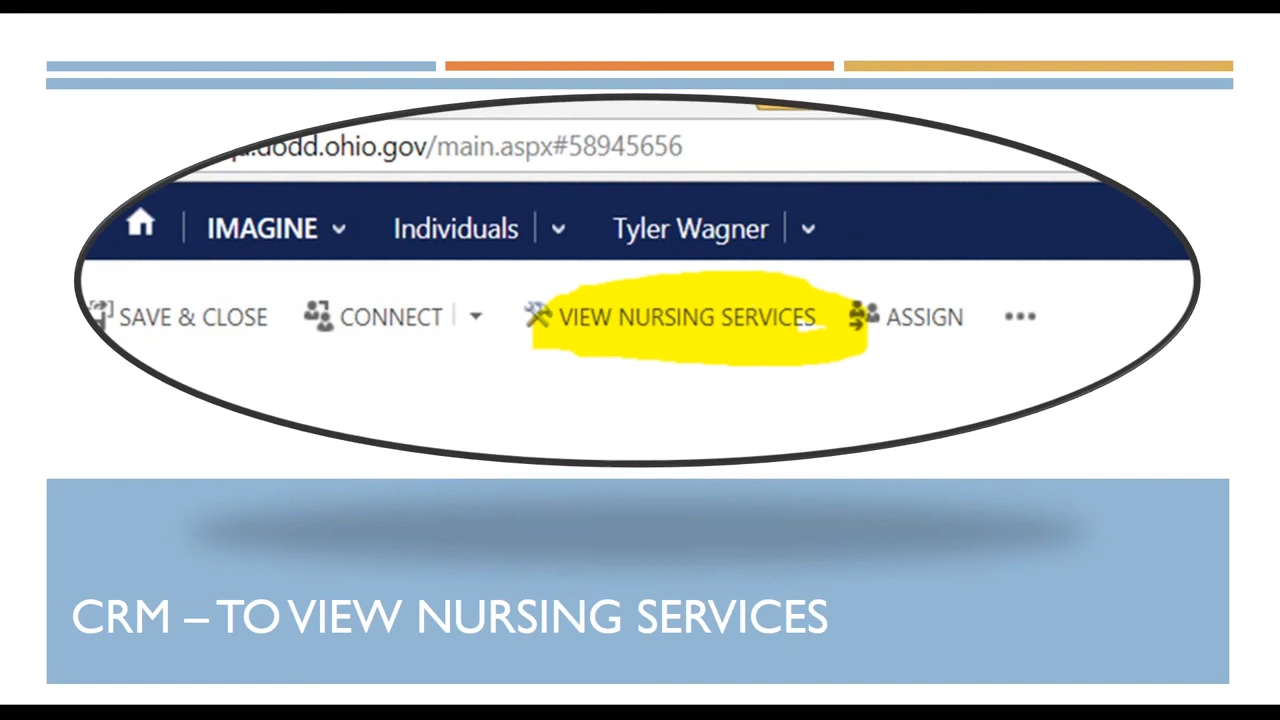 dodd.ohio.gov/main.aspx#58945656
IMAGINE Individuals Tyler Wagner
SAVE & CLOSE CONNECT VIEW NURSING SERVICES ASSIGN •••
CRM – TO VIEW NURSING SERVICES